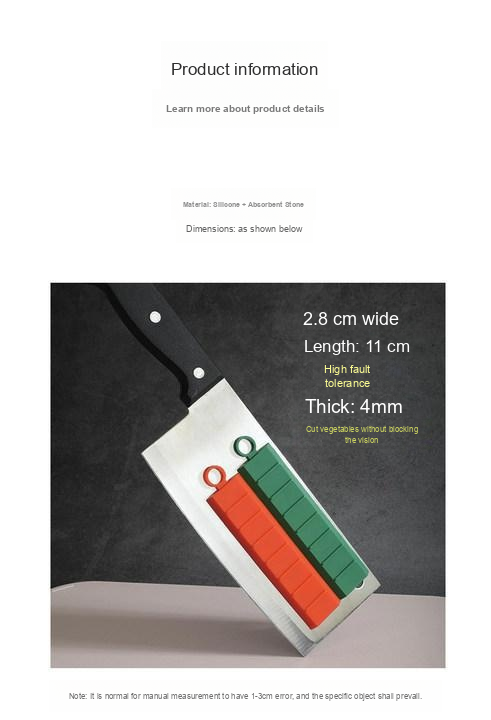 Product information
Learn more about product details
Material: Silicone + Absorbent Stone
Dimensions: as shown below
2.8 cm wide
Length: 11 cm
High fault
tolerance
Thick: 4mm
Cut vegetables without blocking
the vision
Note: It is normal for manual measurement to have 1-3cm error, and the specific object shall prevail.